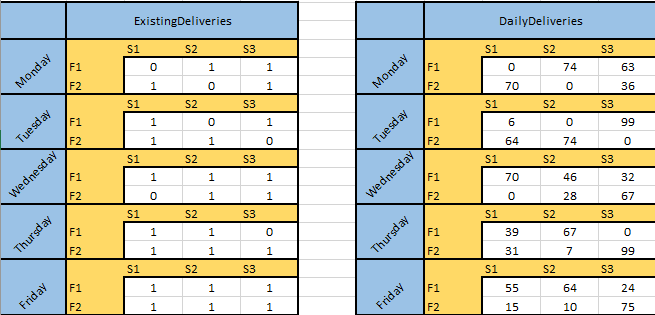 ExistingDeliveries DailyDeliveries
Monday S1 S2 S3 Monday S1 S2 S3
F1 0 1 1 F1 0 74 63
F2 1 0 1 F2 70 0 36
Tuesday S1 S2 S3 Tuesday S1 S2 S3
F1 1 0 1 F1 6 0 99
F2 1 1 0 F2 64 74 0
Wednesday S1 S2 S3 Wednesday S1 S2 S3
F1 1 1 1 F1 70 46 32
F2 0 1 1 F2 0 28 67
Thursday S1 S2 S3 Thursday S1 S2 S3
F1 1 1 0 F1 39 67 0
F2 1 1 1 F2 31 7 99
Friday S1 S2 S3 Friday S1 S2 S3
F1 1 1 1 F1 55 64 24
F2 1 1 1 F2 15 10 75